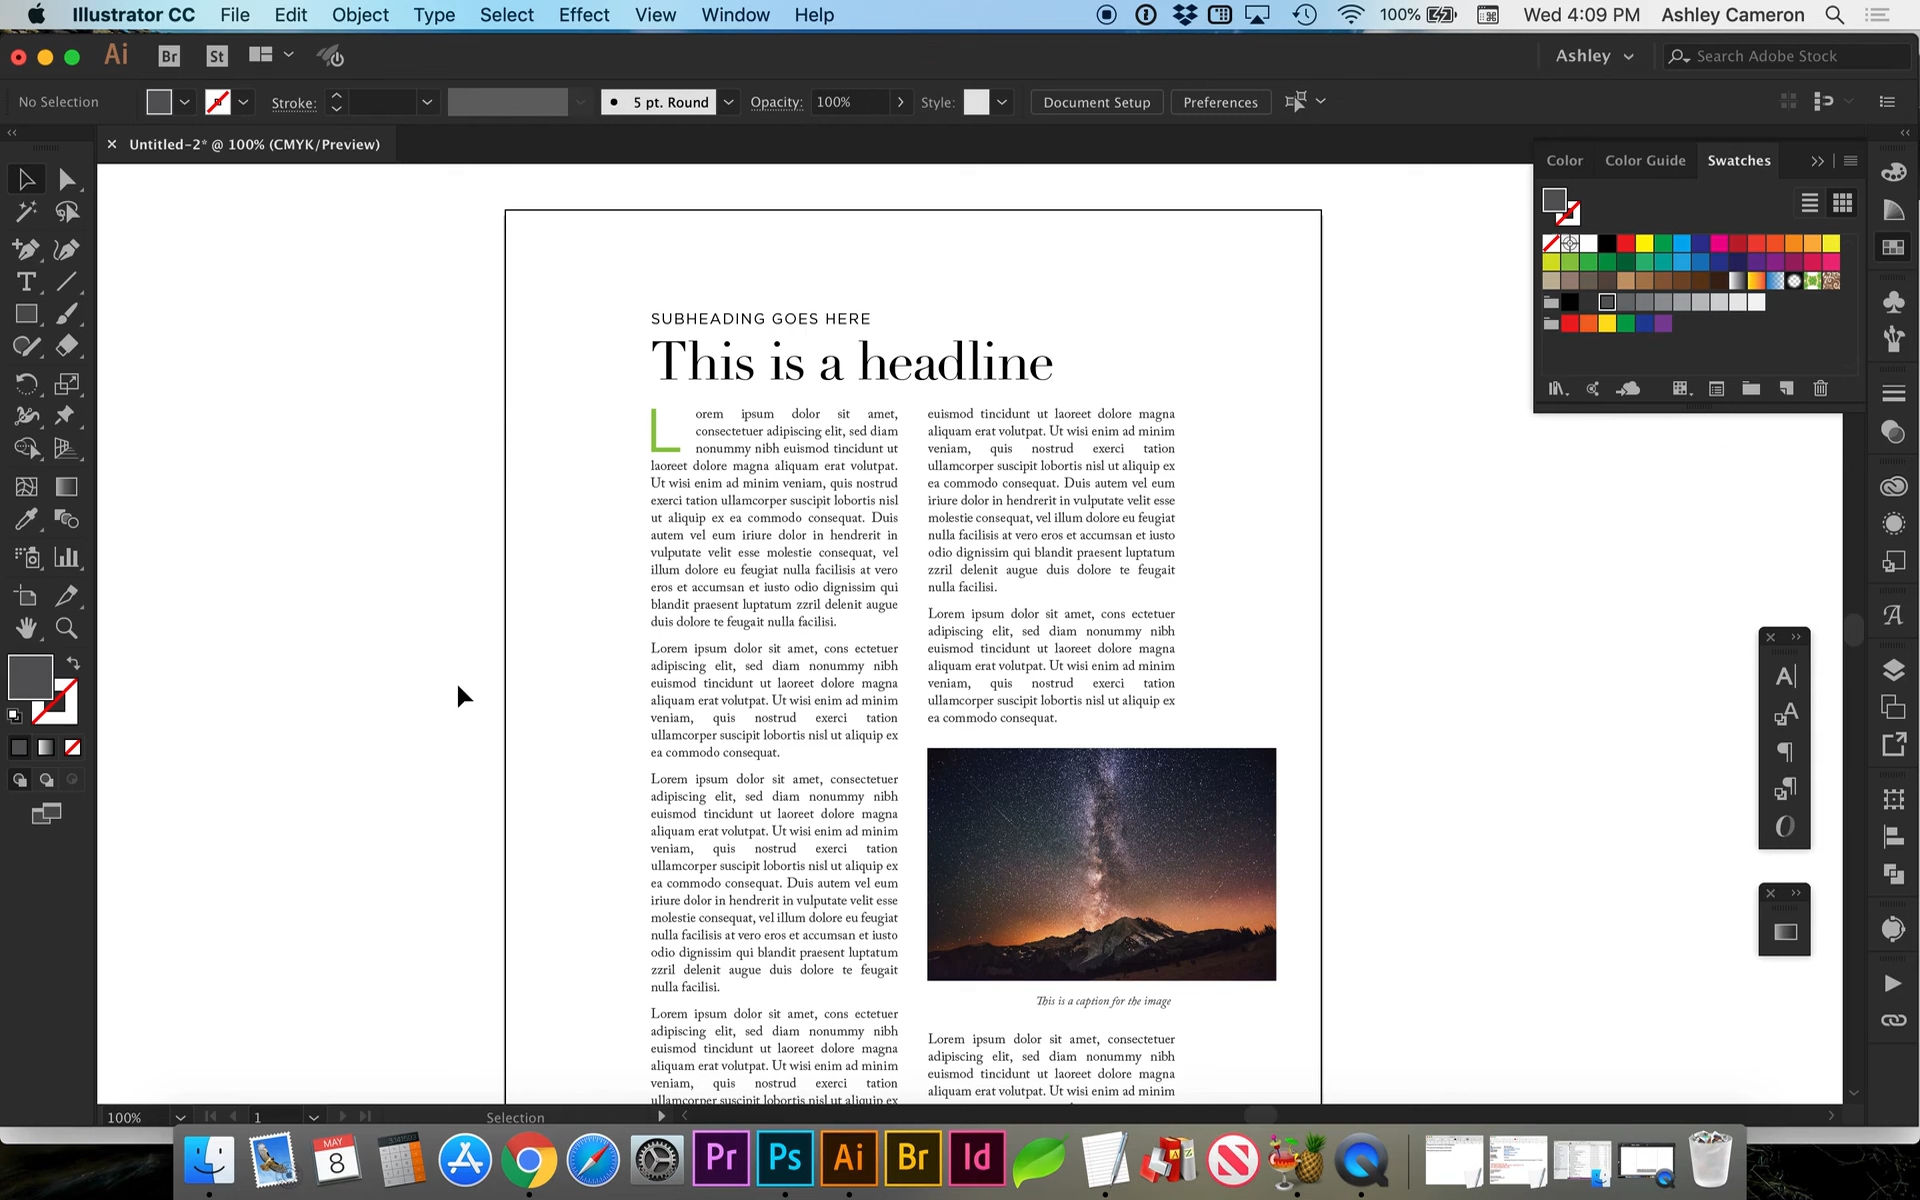 Illustrator CC File Edit Object Type Select Effect View Window Help 100% Wed 4:09 PM Ashley Cameron
Ai Br St Ashley Search Adobe Stock
No Selection Stroke: 5 pt. Round Opacity: 100% Style: Document Setup Preferences
× Untitled-2* @ 100% (CMYK/Preview)
Color Color Guide Swatches
SUBHEADING GOES HERE
This is a headline
Lorem ipsum dolor sit amet,
consectetuer adipiscing elit, sed diam
nonummy nibh euismod tincidunt ut
laoreet dolore magna aliquam erat volutpat.
Ut wisi enim ad minim veniam, quis nostrud
exerci tation ullamcorper suscipit lobortis nisl
ut aliquip ex ea commodo consequat. Duis
autem vel eum iriure dolor in hendrerit in
vulputate velit esse molestie consequat, vel
illum dolore eu feugiat nulla facilisis at vero
eros et accumsan et iusto odio dignissim qui
blandit praesent luptatum zzril delenit augue
duis dolore te feugait nulla facilisi.
Lorem ipsum dolor sit amet, cons ectetuer
adipiscing elit, sed diam nonummy nibh
euismod tincidunt ut laoreet dolore magna
aliquam erat volutpat. Ut wisi enim ad minim
veniam, quis nostrud exerci tation
ullamcorper suscipit lobortis nisl ut aliquip ex
ea commodo consequat.
Lorem ipsum dolor sit amet, consectetuer
adipiscing elit, sed diam nonummy nibh
euismod tincidunt ut laoreet dolore magna
aliquam erat volutpat. Ut wisi enim ad minim
veniam, quis nostrud exerci tation
ullamcorper suscipit lobortis nisl ut aliquip ex
ea commodo consequat. Duis autem vel eum
iriure dolor in hendrerit in vulputate velit esse
molestie consequat, vel illum dolore eu feugiat
nulla facilisis at vero eros et accumsan et iusto
odio dignissim qui blandit praesent luptatum
zzril delenit augue duis dolore te feugait
nulla facilisi.
Lorem ipsum dolor sit amet, cons ectetuer
adipiscing elit, sed diam nonummy nibh
euismod tincidunt ut laoreet dolore magna
aliquam erat volutpat. Ut wisi enim ad minim
veniam, quis nostrud exerci tation
ullamcorper suscipit lobortis nisl ut aliquip ex
euismod tincidunt ut laoreet dolore magna
aliquam erat volutpat. Ut wisi enim ad minim
veniam, quis nostrud exerci tation
ullamcorper suscipit lobortis nisl ut aliquip ex
ea commodo consequat. Duis autem vel eum
iriure dolor in hendrerit in vulputate velit esse
molestie consequat, vel illum dolore eu feugiat
nulla facilisis at vero eros et accumsan et iusto
odio dignissim qui blandit praesent luptatum
zzril delenit augue duis dolore te feugait
nulla facilisi.
Lorem ipsum dolor sit amet, cons ectetuer
adipiscing elit, sed diam nonummy nibh
euismod tincidunt ut laoreet dolore magna
aliquam erat volutpat. Ut wisi enim ad minim
veniam, quis nostrud exerci tation
ullamcorper suscipit lobortis nisl ut aliquip ex
ea commodo consequat.
This is a caption for the image
Lorem ipsum dolor sit amet, consectetuer
adipiscing elit, sed diam nonummy nibh
euismod tincidunt ut laoreet dolore magna
aliquam erat volutpat. Ut wisi enim ad minim
100% 1 Selection
MAY 8 Pr Ps Ai Br Id